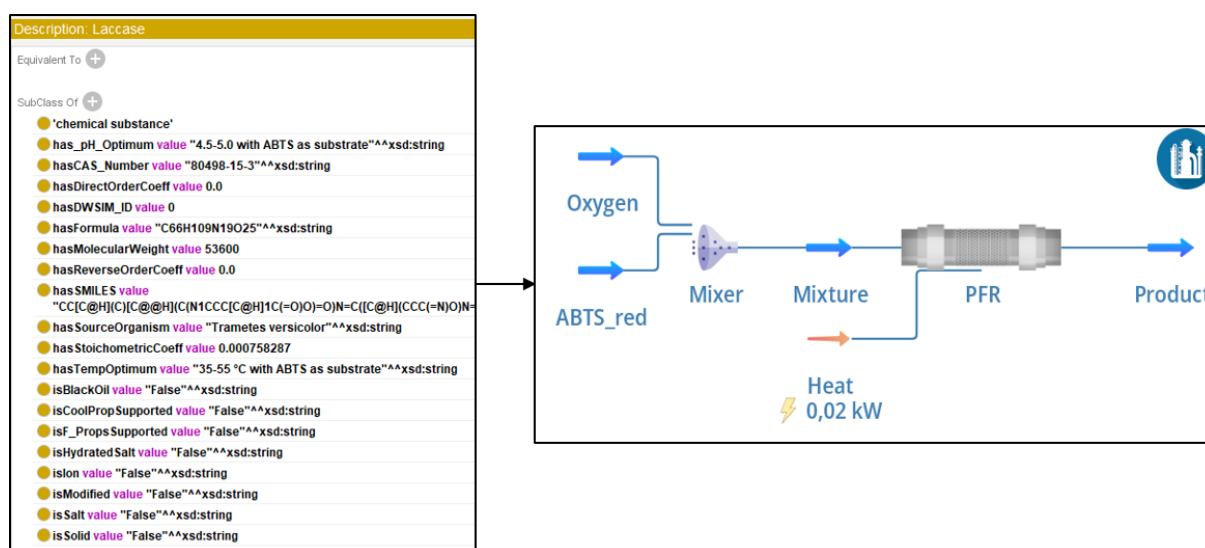 Description: Laccase
Equivalent To
SubClass Of
'chemical substance'
has_pH_Optimum value "4.5-5.0 with ABTS as substrate"^^xsd:string
hasCAS_Number value "80498-15-3"^^xsd:string
hasDirectOrderCoeff value 0.0
hasDWSIM_ID value 0
hasFormula value "C66H109N19O25"^^xsd:string
hasMolecularWeight value 53600
hasReverseOrderCoeff value 0.0
hasSMILES value
"CC[C@H](C)[C@@H](C(N1CCC[C@H]1C(=O)O)=O)N=C([C@H](CCC(=N)O)N=
hasSourceOrganism value "Trametes versicolor"^^xsd:string
hasStoichometricCoeff value 0.000758287
hasTempOptimum value "35-55 °C with ABTS as substrate"^^xsd:string
isBlackOil value "False"^^xsd:string
isCoolPropSupported value "False"^^xsd:string
isF_PropsSupported value "False"^^xsd:string
isHydratedSalt value "False"^^xsd:string
isIon value "False"^^xsd:string
isModified value "False"^^xsd:string
isSalt value "False"^^xsd:string
isSolid value "False"^^xsd:string
Oxygen
ABTS_red
Mixer
Mixture
PFR
Product
Heat
0,02 kW